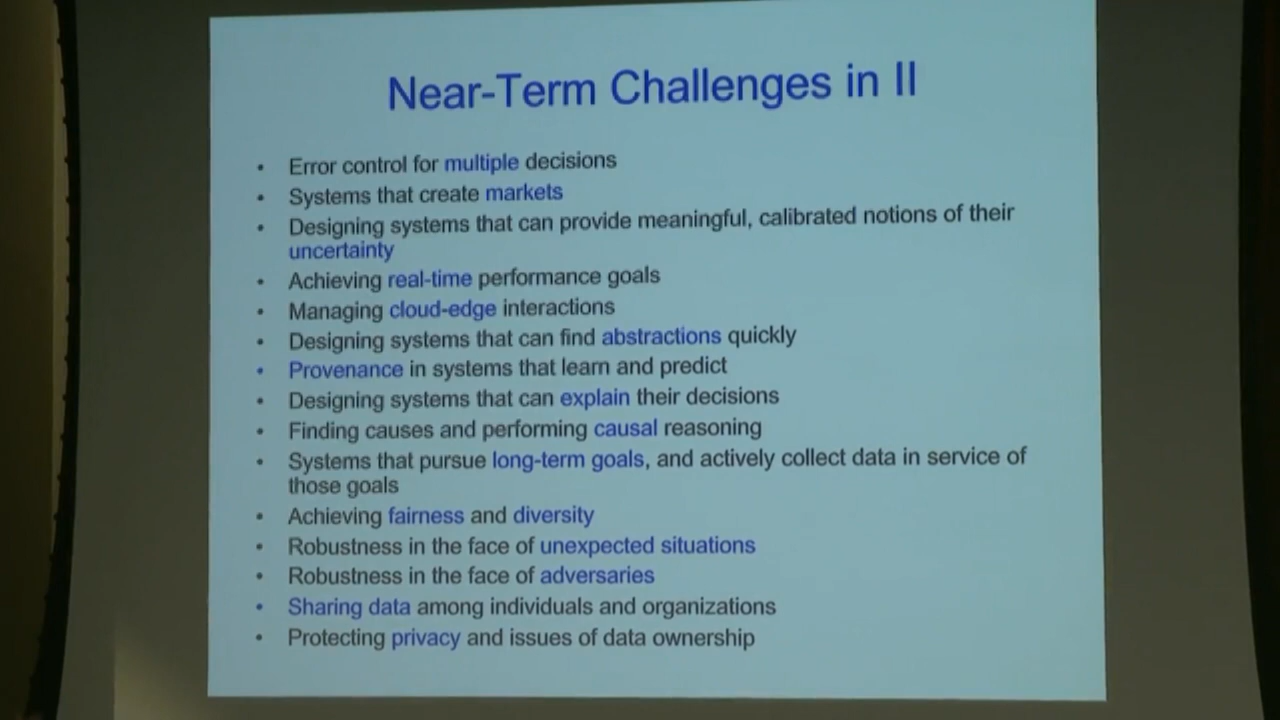 Near-Term Challenges in II
• Error control for multiple decisions
• Systems that create markets
• Designing systems that can provide meaningful, calibrated notions of their
uncertainty
• Achieving real-time performance goals
• Managing cloud-edge interactions
• Designing systems that can find abstractions quickly
• Provenance in systems that learn and predict
• Designing systems that can explain their decisions
• Finding causes and performing causal reasoning
• Systems that pursue long-term goals, and actively collect data in service of
those goals
• Achieving fairness and diversity
• Robustness in the face of unexpected situations
• Robustness in the face of adversaries
• Sharing data among individuals and organizations
• Protecting privacy and issues of data ownership